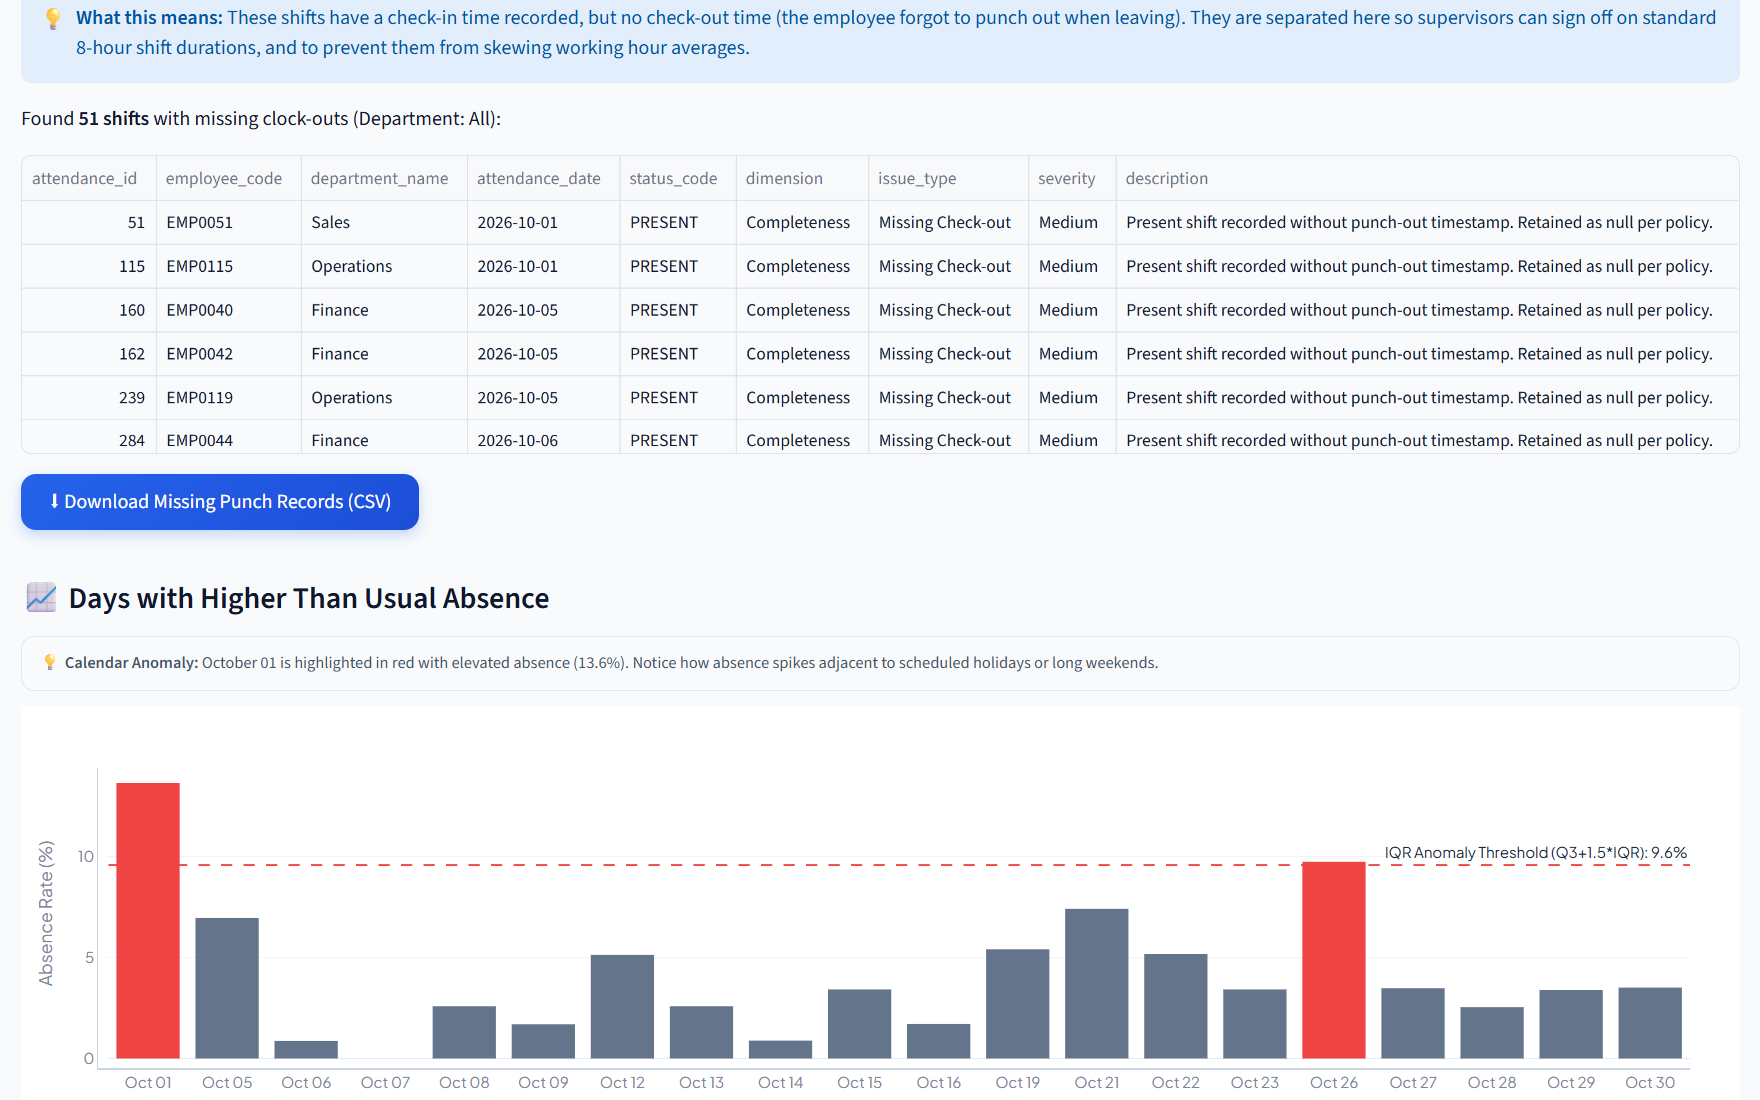 What this means: These shifts have a check-in time recorded, but no check-out time (the employee forgot to punch out when leaving). They are separated here so supervisors can sign off on standard
8-hour shift durations, and to prevent them from skewing working hour averages.
Found 51 shifts with missing clock-outs (Department: All):
attendance_id employee_code department_name attendance_date status_code dimension issue_type severity description
51 EMP0051 Sales 2026-10-01 PRESENT Completeness Missing Check-out Medium Present shift recorded without punch-out timestamp. Retained as null per policy.
115 EMP0115 Operations 2026-10-01 PRESENT Completeness Missing Check-out Medium Present shift recorded without punch-out timestamp. Retained as null per policy.
160 EMP0040 Finance 2026-10-05 PRESENT Completeness Missing Check-out Medium Present shift recorded without punch-out timestamp. Retained as null per policy.
162 EMP0042 Finance 2026-10-05 PRESENT Completeness Missing Check-out Medium Present shift recorded without punch-out timestamp. Retained as null per policy.
239 EMP0119 Operations 2026-10-05 PRESENT Completeness Missing Check-out Medium Present shift recorded without punch-out timestamp. Retained as null per policy.
284 EMP0044 Finance 2026-10-06 PRESENT Completeness Missing Check-out Medium Present shift recorded without punch-out timestamp. Retained as null per policy.
Download Missing Punch Records (CSV)
Days with Higher Than Usual Absence
Calendar Anomaly: October 01 is highlighted in red with elevated absence (13.6%). Notice how absence spikes adjacent to scheduled holidays or long weekends.
IQR Anomaly Threshold (Q3+1.5*IQR): 9.6%
Absence Rate (%)
10
5
0
Oct 01 Oct 05 Oct 06 Oct 07 Oct 08 Oct 09 Oct 12 Oct 13 Oct 14 Oct 15 Oct 16 Oct 19 Oct 21 Oct 22 Oct 23 Oct 26 Oct 27 Oct 28 Oct 29 Oct 30